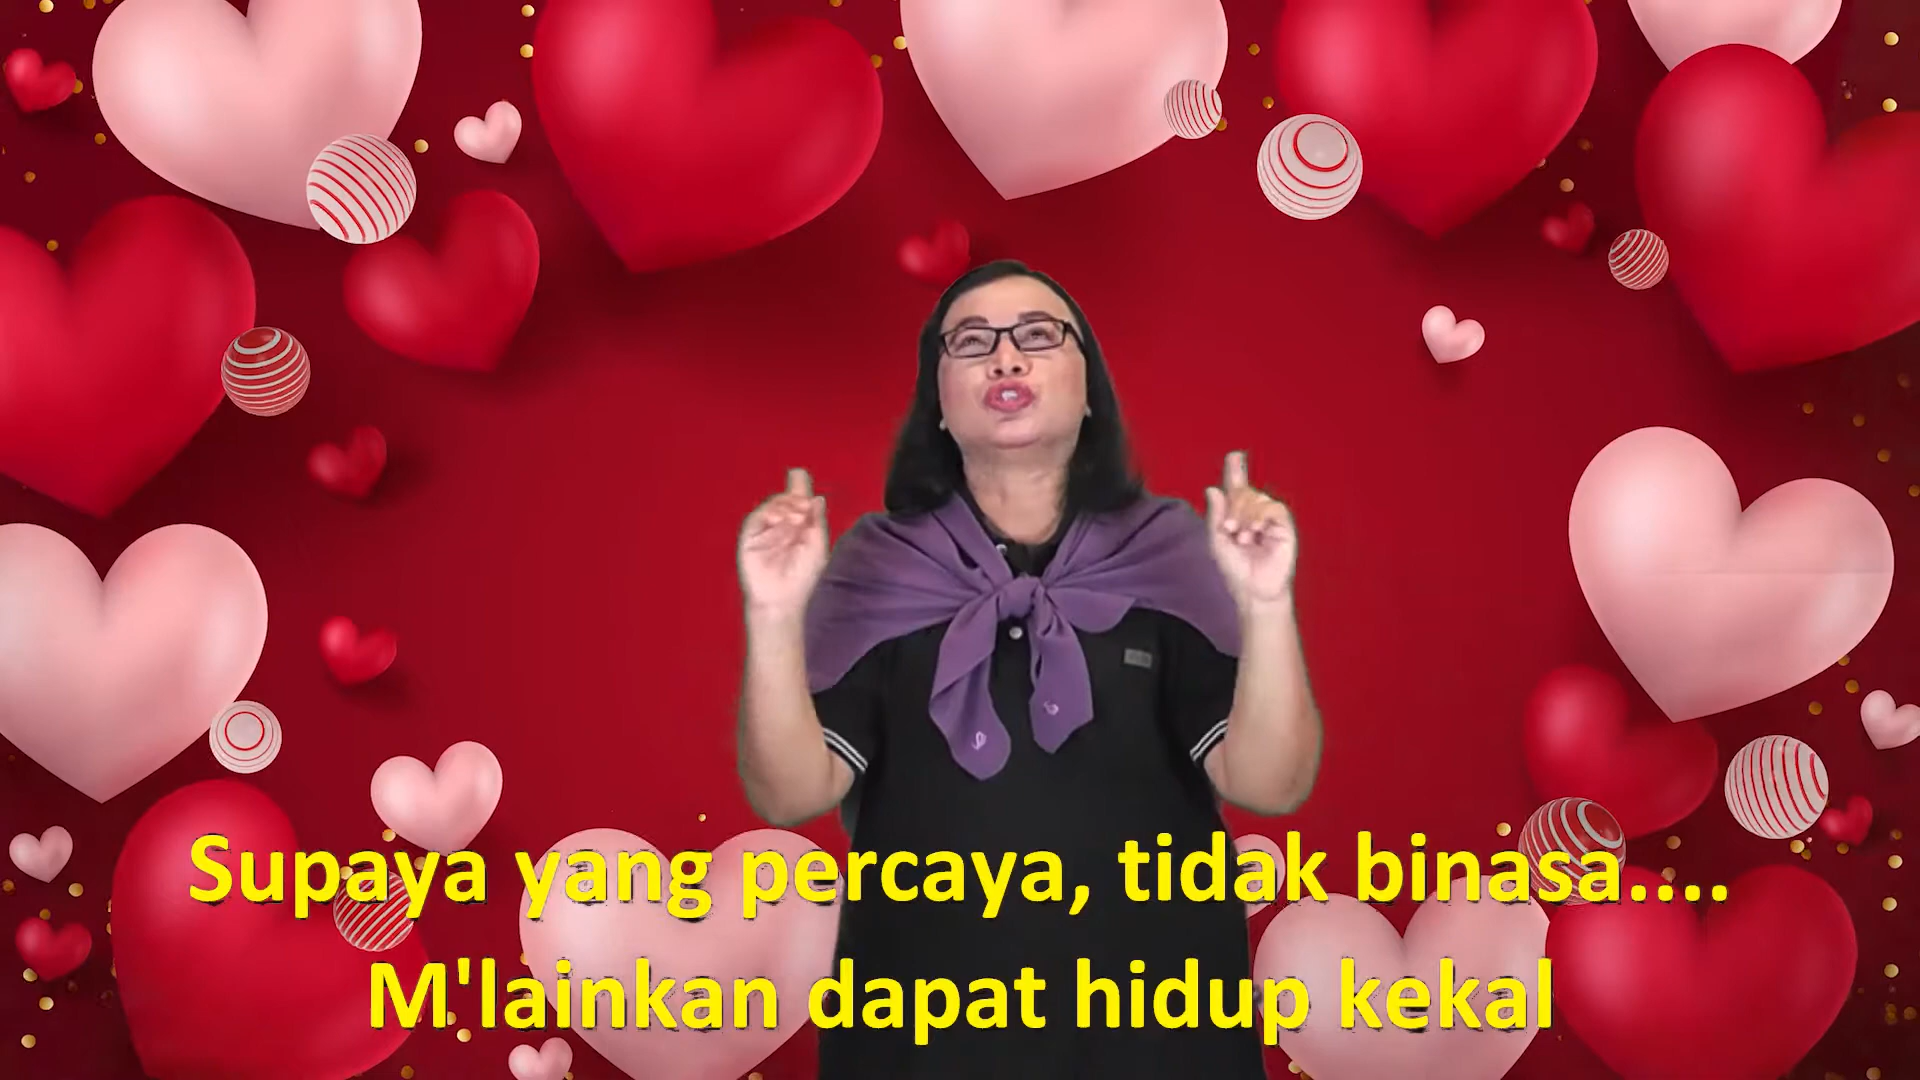 Supaya yang percaya, tidak binasa....
M'lainkan dapat hidup kekal